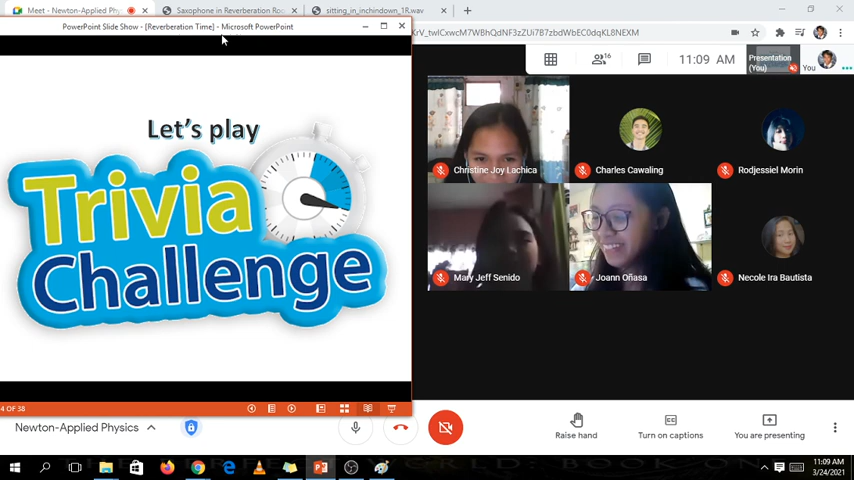 Meet - Newton-Applied Phy
Saxophone in Reverberation Roo
sitting_in_inchindown_1R.wav
PowerPoint Slide Show - [Reverberation Time] - Microsoft PowerPoint
KrV_twlCxwcM7WBhQdNF3zZUi7B7zbdWbEC0dqKL8NEXM
16
11:09 AM
Presentation
(You)
You
Let's play
Trivia
Challenge
Christine Joy Lachica
Charles Cawaling
Rodjessiel Morin
Mary Jeff Senido
Joann Oñasa
Necole Ira Bautista
4 OF 38
Newton-Applied Physics
Raise hand
Turn on captions
You are presenting
11:09 AM
3/24/2021